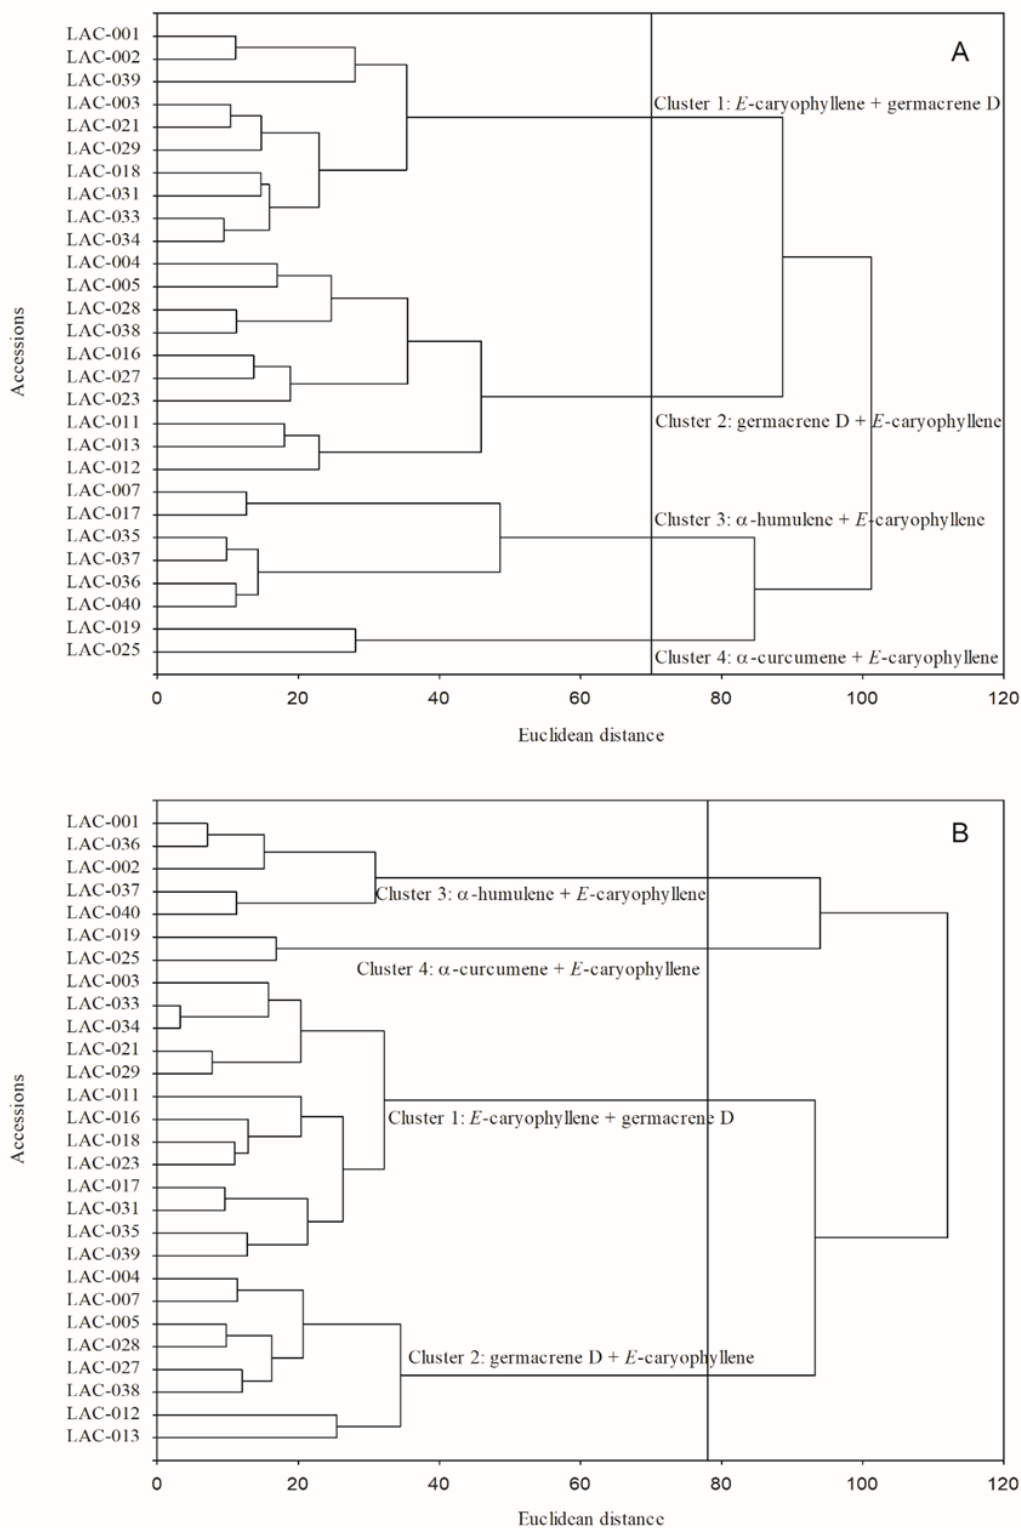 A
LAC-001
LAC-002
LAC-039
LAC-003
Cluster 1: E-caryophyllene + germacrene D
LAC-021
LAC-029
LAC-018
LAC-031
LAC-033
LAC-034
LAC-004
LAC-005
LAC-028
LAC-038
Accessions
LAC-016
LAC-027
LAC-023
LAC-011
Cluster 2: germacrene D + E-caryophyllene
LAC-013
LAC-012
LAC-007
LAC-017
Cluster 3: α-humulene + E-caryophyllene
LAC-035
LAC-037
LAC-036
LAC-040
LAC-019
LAC-025
Cluster 4: α-curcumene + E-caryophyllene
0 20 40 60 80 100 120
Euclidean distance
B
LAC-001
LAC-036
LAC-002
LAC-037
Cluster 3: α-humulene + E-caryophyllene
LAC-040
LAC-019
LAC-025
Cluster 4: α-curcumene + E-caryophyllene
LAC-003
LAC-033
LAC-034
LAC-021
LAC-029
LAC-011
Accessions
LAC-016
Cluster 1: E-caryophyllene + germacrene D
LAC-018
LAC-023
LAC-017
LAC-031
LAC-035
LAC-039
LAC-004
LAC-007
LAC-005
LAC-028
Cluster 2: germacrene D + E-caryophyllene
LAC-027
LAC-038
LAC-012
LAC-013
0 20 40 60 80 100 120
Euclidean distance